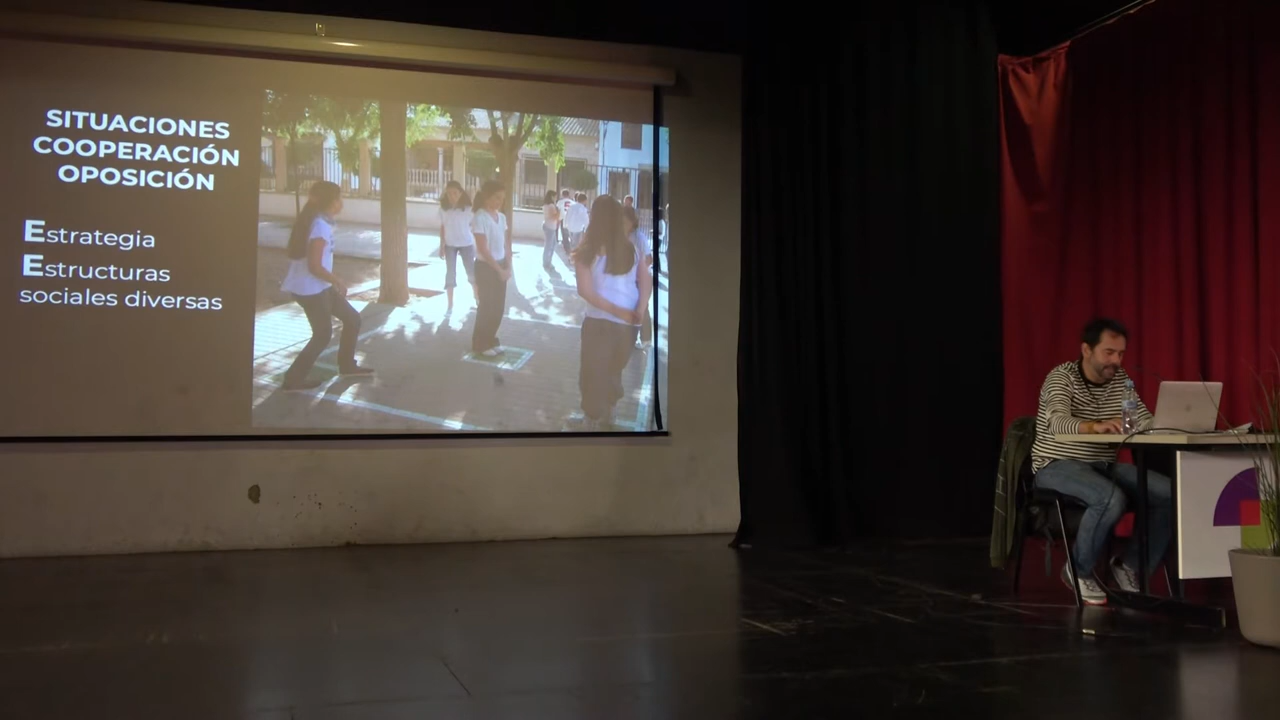 SITUACIONES
COOPERACIÓN
OPOSICIÓN
Estrategia
Estructuras
sociales diversas